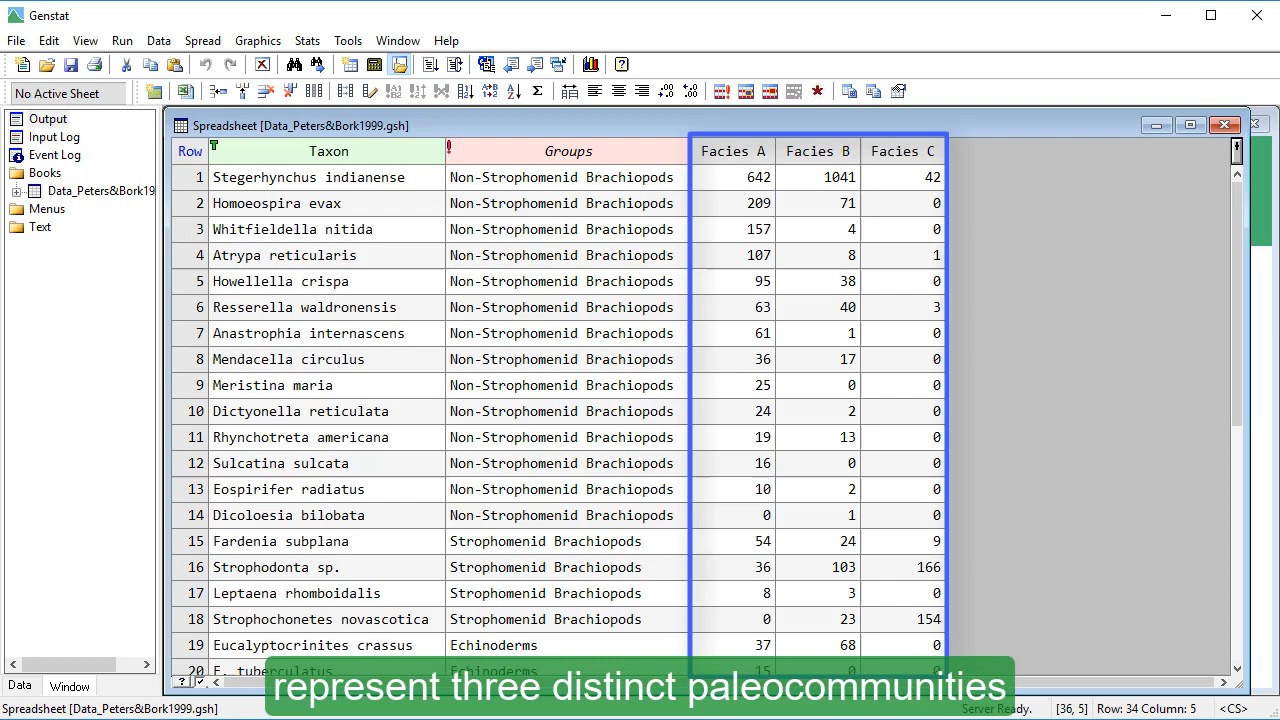 Genstat
File Edit View Run Data Spread Graphics Stats Tools Window Help
No Active Sheet
Output
Input Log
Event Log
Books
Data_Peters&Bork19
Menus
Text
Spreadsheet [Data_Peters&Bork1999.gsh]
Row Taxon Groups Facies A Facies B Facies C
1 Stegerhynchus indianense Non-Strophomenid Brachiopods 642 1041 42
2 Homoeospira evax Non-Strophomenid Brachiopods 209 71 0
3 Whitfieldella nitida Non-Strophomenid Brachiopods 157 4 0
4 Atrypa reticularis Non-Strophomenid Brachiopods 107 8 1
5 Howellella crispa Non-Strophomenid Brachiopods 95 38 0
6 Resserella waldronensis Non-Strophomenid Brachiopods 63 40 3
7 Anastrophia internascens Non-Strophomenid Brachiopods 61 1 0
8 Mendacella circulus Non-Strophomenid Brachiopods 36 17 0
9 Meristina maria Non-Strophomenid Brachiopods 25 0 0
10 Dictyonella reticulata Non-Strophomenid Brachiopods 24 2 0
11 Rhynchotreta americana Non-Strophomenid Brachiopods 19 13 0
12 Sulcatina sulcata Non-Strophomenid Brachiopods 16 0 0
13 Eospirifer radiatus Non-Strophomenid Brachiopods 10 2 0
14 Dicoloesia bilobata Non-Strophomenid Brachiopods 0 1 0
15 Fardenia subplana Strophomenid Brachiopods 54 24 9
16 Strophodonta sp. Strophomenid Brachiopods 36 103 166
17 Leptaena rhomboidalis Strophomenid Brachiopods 8 3 0
18 Strophochonetes novascotica Strophomenid Brachiopods 0 23 154
19 Eucalyptocrinites crassus Echinoderms 37 68 0
20 E. tuberculatus Echinoderms 15 0 0
represent three distinct paleocommunities
Data Window
Spreadsheet [Data_Peters&Bork1999.gsh] Server Ready. [36, 5] Row: 34 Column: 5 <CS>